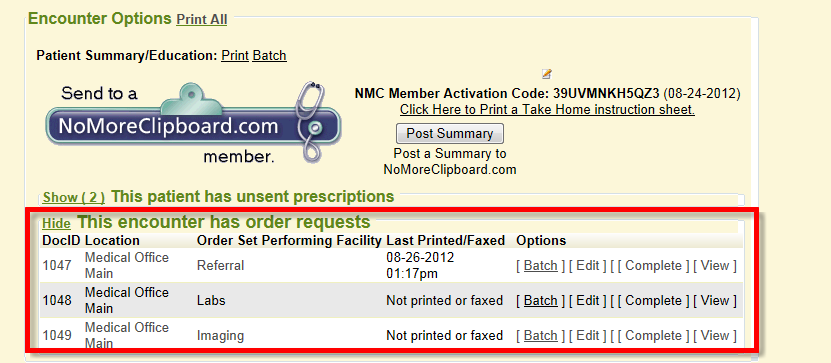 Encounter Options Print All
Patient Summary/Education: Print Batch
Send to a
NoMoreClipboard.com
member.
NMC Member Activation Code: 39UVMNKH5QZ3 (08-24-2012)
Click Here to Print a Take Home instruction sheet.
Post Summary
Post a Summary to
NoMoreClipboard.com
Show ( 2 ) This patient has unsent prescriptions
Hide This encounter has order requests
DocID Location Order Set Performing Facility Last Printed/Faxed Options
1047 Medical Office Main Referral 08-26-2012 01:17pm [ Batch ] [ Edit ] [ [ Complete ] [ View ]
1048 Medical Office Main Labs Not printed or faxed [ Batch ] [ Edit ] [ [ Complete ] [ View ]
1049 Medical Office Main Imaging Not printed or faxed [ Batch ] [ Edit ] [ [ Complete ] [ View ]